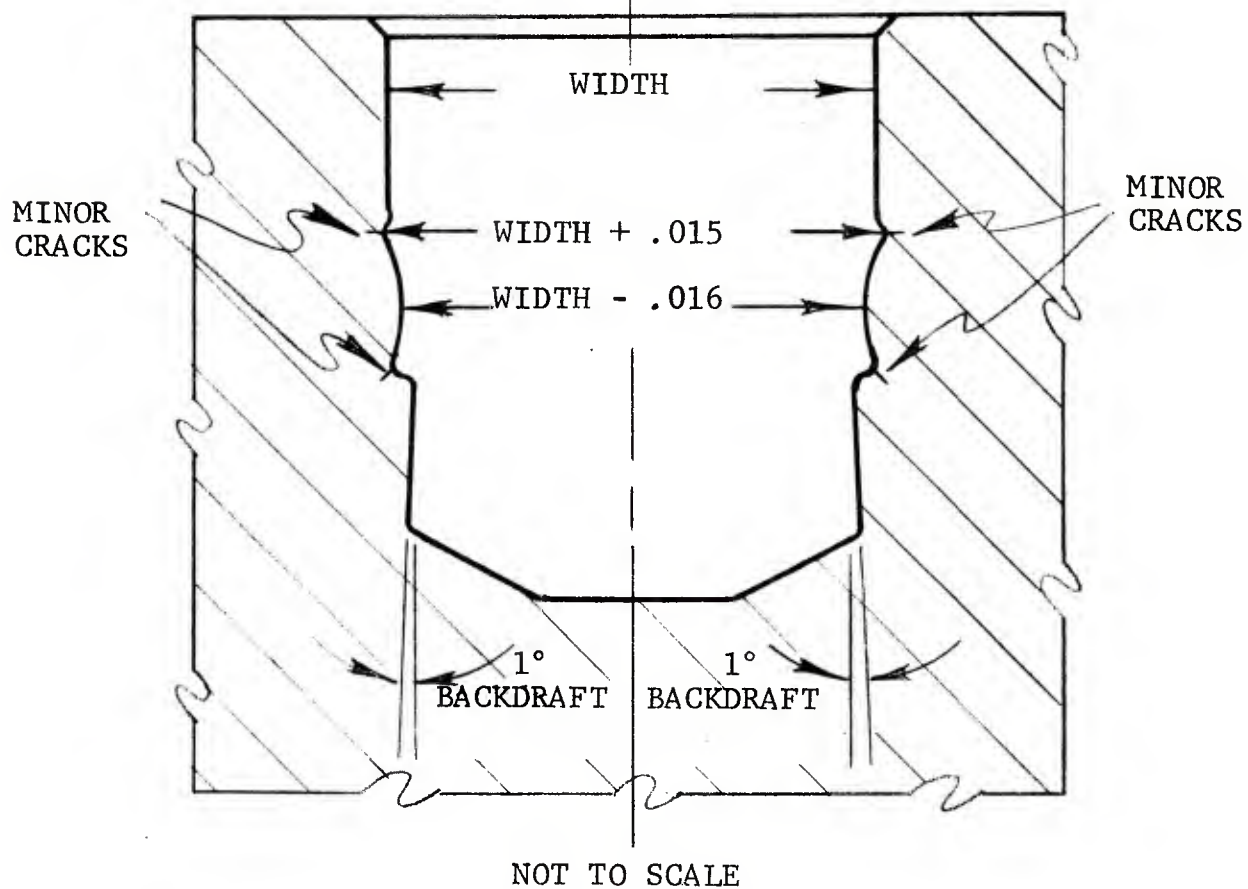 WIDTH
MINOR
CRACKS
WIDTH + .015
MINOR
CRACKS
WIDTH - .016
1°
BACKDRAFT
1°
BACKDRAFT
NOT TO SCALE